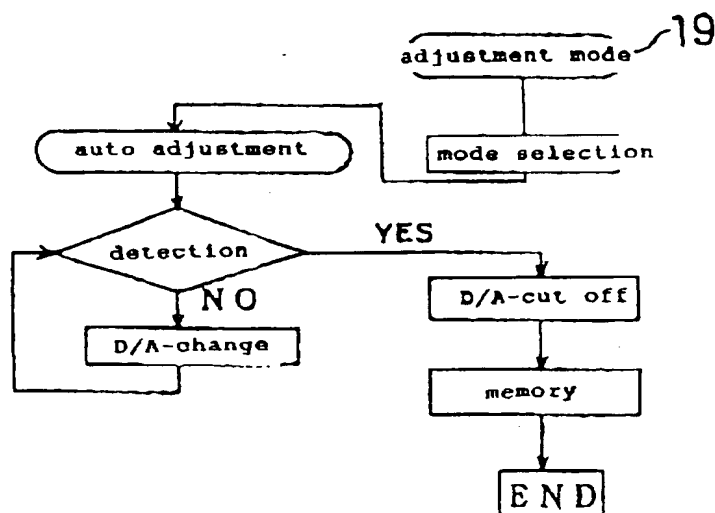 19
adjustment mode
mode selection
auto adjustment
detection
YES
NO
D/A-change
D/A-cut off
memory
END